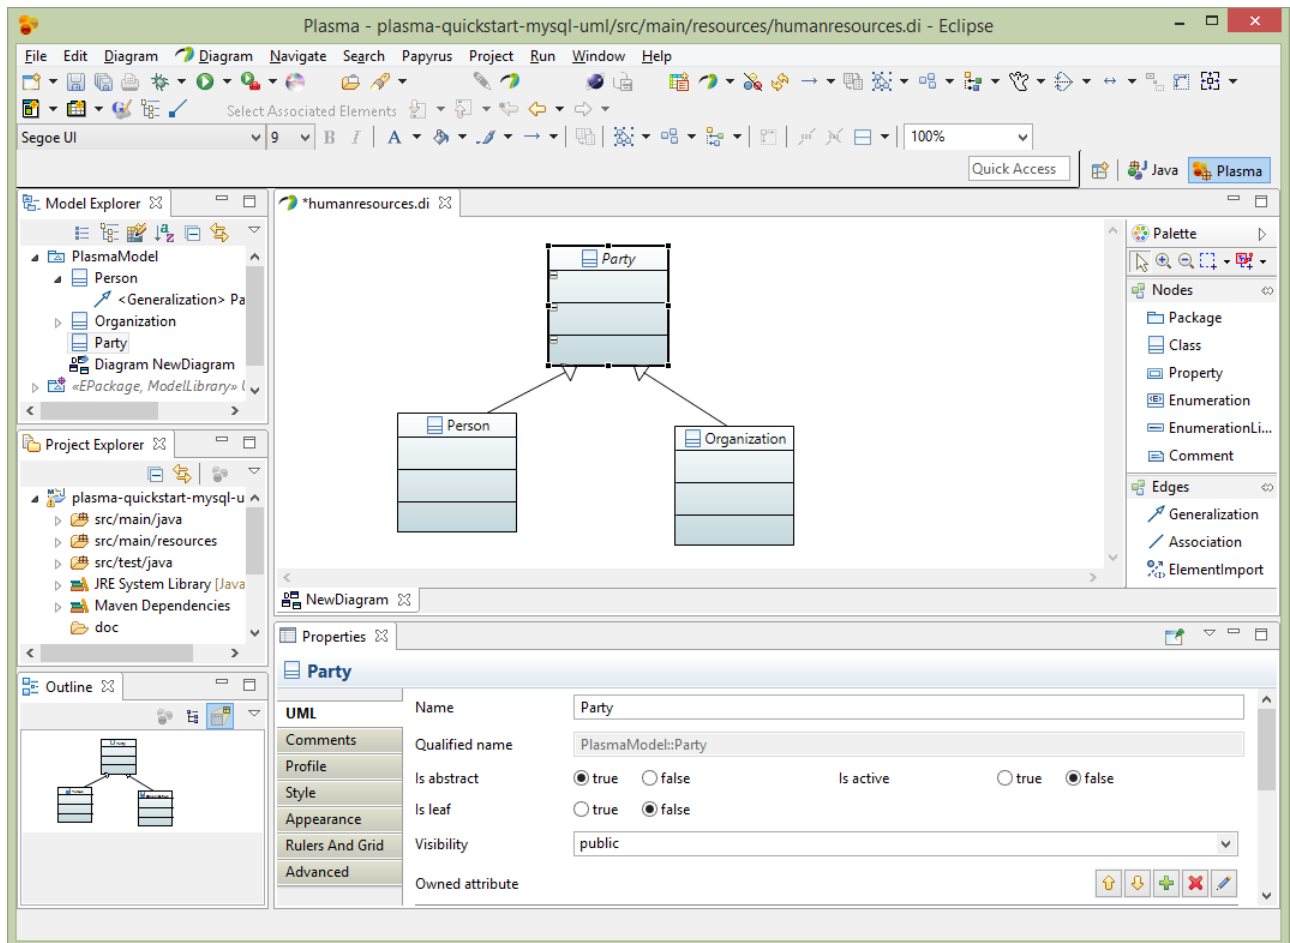 Plasma - plasma-quickstart-mysql-uml/src/main/resources/humanresources.di - Eclipse
File Edit Diagram Diagram Navigate Search Papyrus Project Run Window Help
Select Associated Elements
Segoe UI 9 B I A 100%
Quick Access Java Plasma
Model Explorer
PlasmaModel
Person
<Generalization> Pa
Organization
Party
Diagram NewDiagram
«EPackage, ModelLibrary»
Project Explorer
plasma-quickstart-mysql-u
src/main/java
src/main/resources
src/test/java
JRE System Library [Java
Maven Dependencies
doc
Outline
*humanresources.di
Party
Person
Organization
NewDiagram
Palette
Nodes
Package
Class
Property
Enumeration
EnumerationLi...
Comment
Edges
Generalization
Association
ElementImport
Properties
Party
UML
Comments
Profile
Style
Appearance
Rulers And Grid
Advanced
Name Party
Qualified name PlasmaModel::Party
Is abstract true false Is active true false
Is leaf true false
Visibility public
Owned attribute